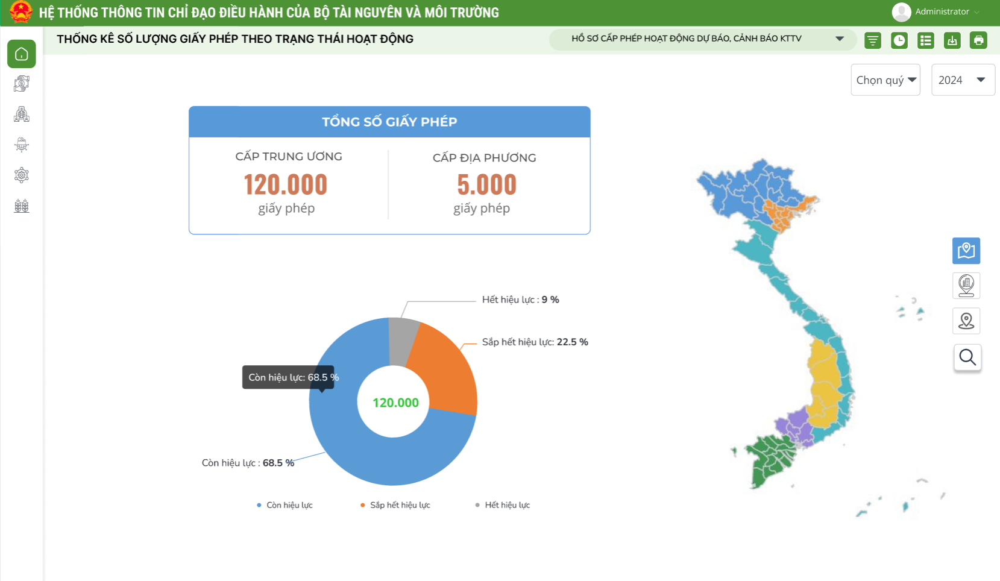 HỆ THỐNG THÔNG TIN CHỈ ĐẠO ĐIỀU HÀNH CỦA BỘ TÀI NGUYÊN VÀ MÔI TRƯỜNG
Administrator
THỐNG KÊ SỐ LƯỢNG GIẤY PHÉP THEO TRẠNG THÁI HOẠT ĐỘNG
HỒ SƠ CẤP PHÉP HOẠT ĐỘNG DỰ BÁO, CẢNH BÁO KTTV
Chọn quý
2024
TỔNG SỐ GIẤY PHÉP
CẤP TRUNG ƯƠNG
120.000
giấy phép
CẤP ĐỊA PHƯƠNG
5.000
giấy phép
Hết hiệu lực : 9 %
Sắp hết hiệu lực: 22.5 %
Còn hiệu lực: 68.5 %
120.000
Còn hiệu lực : 68.5 %
Còn hiệu lực
Sắp hết hiệu lực
Hết hiệu lực